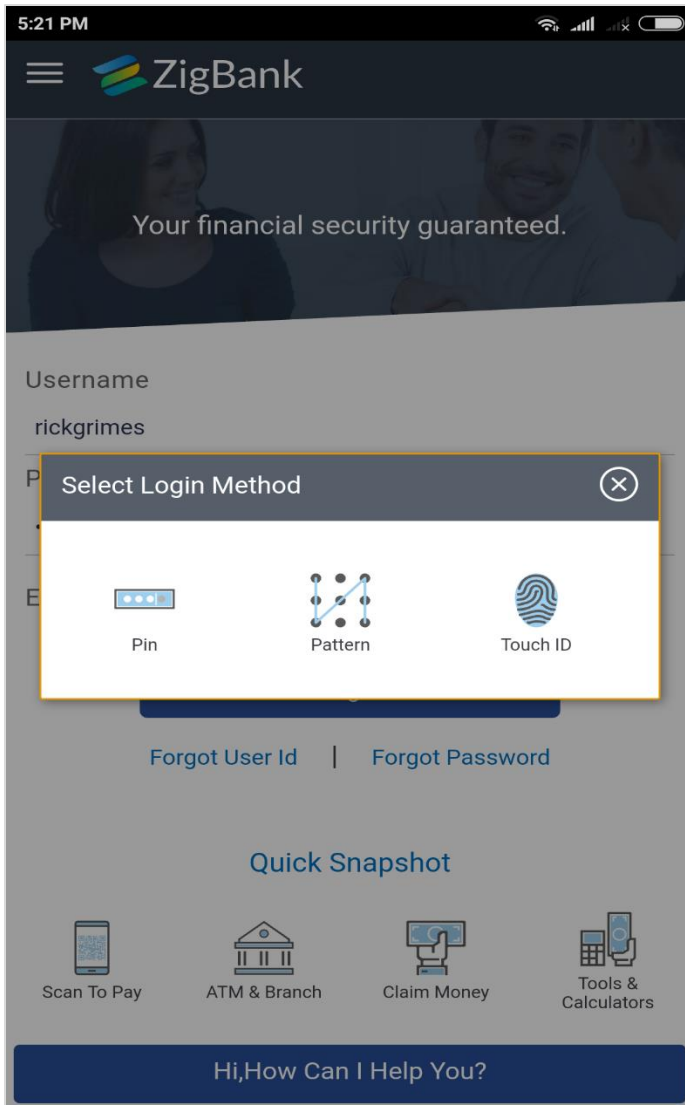 5:21 PM
ZigBank
Your financial security guaranteed.
Username
rickgrimes
P
Select Login Method
E
Pin Pattern Touch ID
Forgot User Id | Forgot Password
Quick Snapshot
Scan To Pay ATM & Branch Claim Money Tools & Calculators
Hi,How Can I Help You?